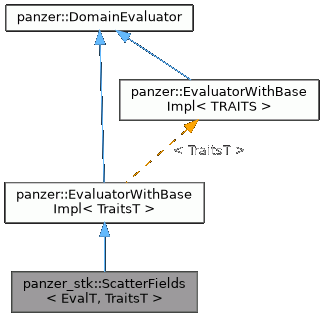 panzer::DomainEvaluator
panzer::EvaluatorWithBase
Impl< TRAITS >
< TraitsT >
panzer::EvaluatorWithBase
Impl< TraitsT >
panzer_stk::ScatterFields
< EvalT, TraitsT >